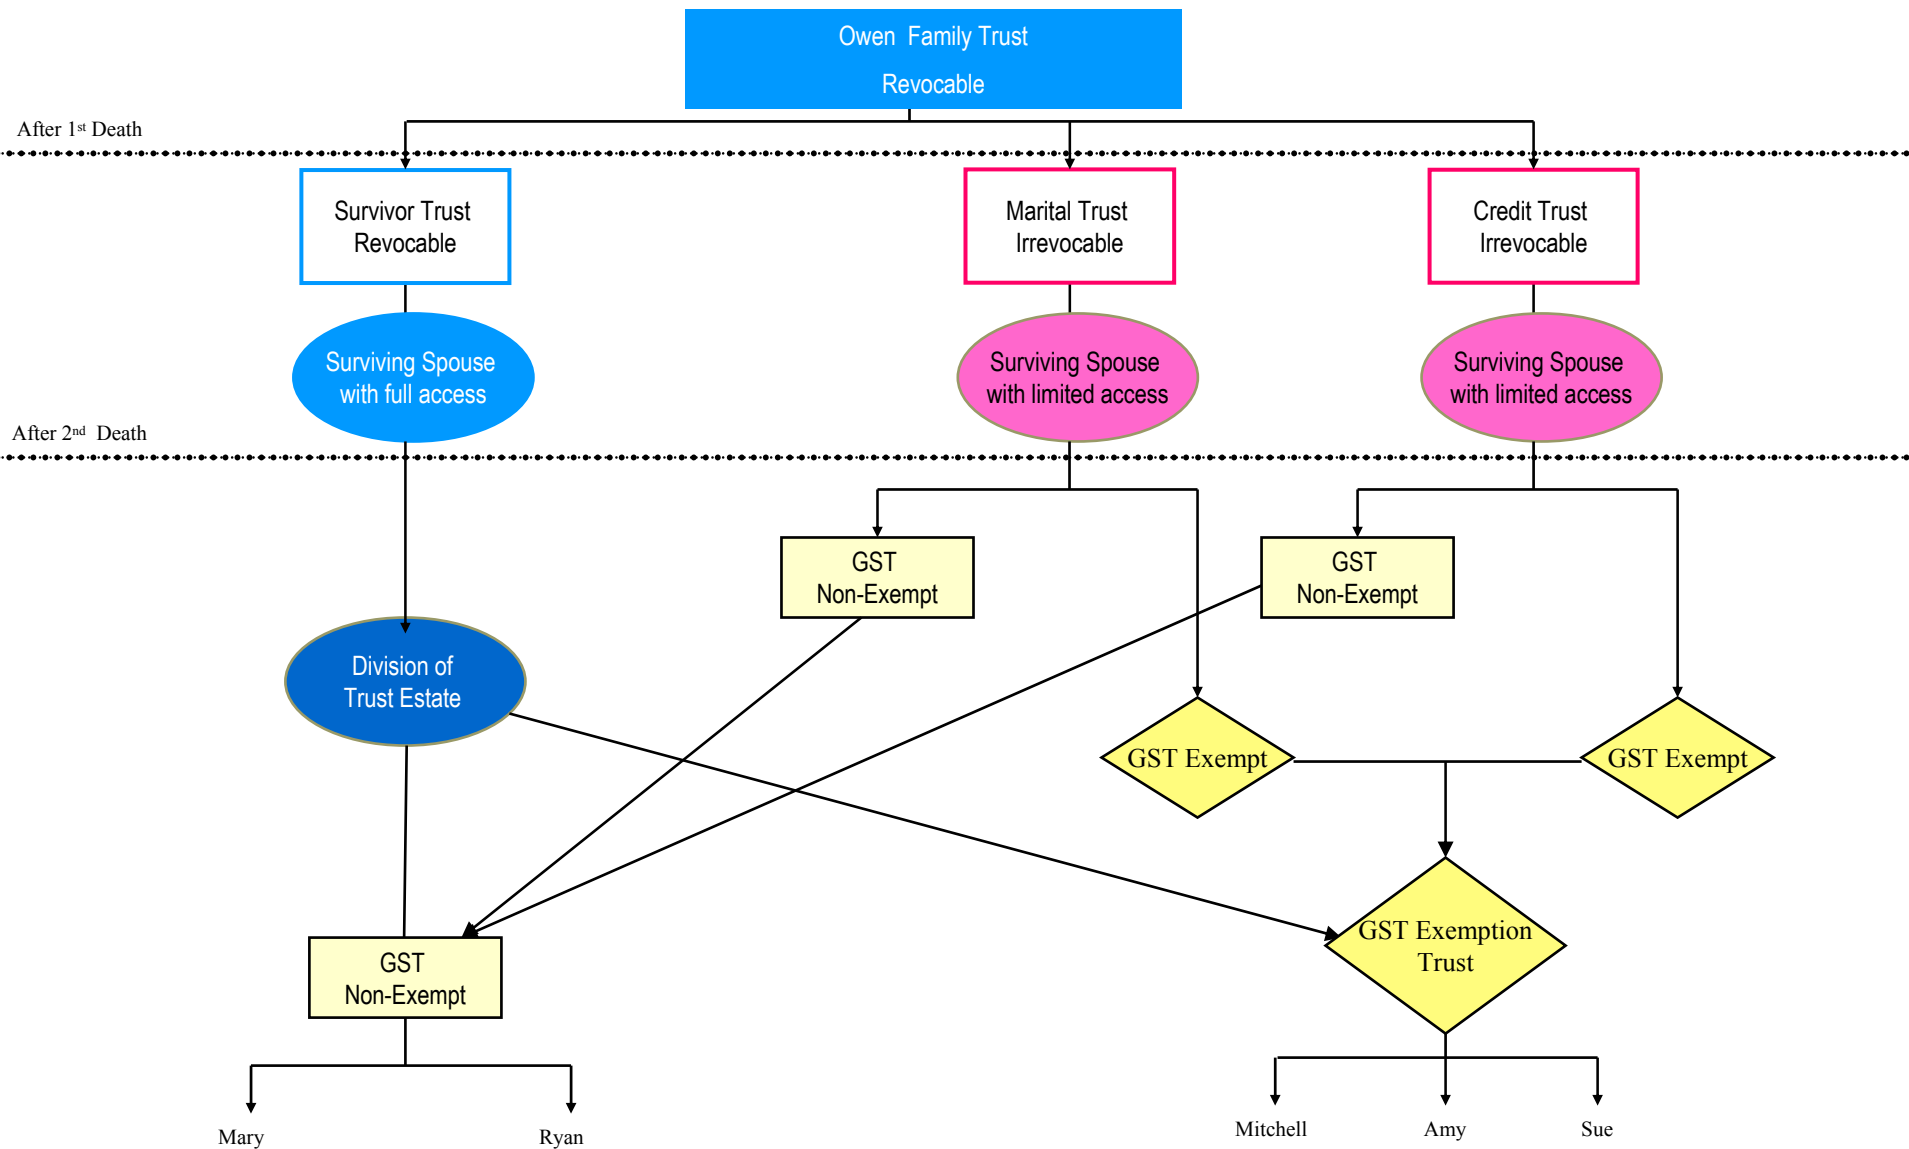 Owen  Family Trust
Revocable
After 1st Death
Survivor Trust
Revocable
Marital Trust
Irrevocable
Credit Trust
Irrevocable
Surviving Spouse
with full access
Surviving Spouse
with limited access
Surviving Spouse
with limited access
After 2nd  Death
GST
Non-Exempt
GST
Non-Exempt
Division of
Trust Estate
GST Exempt
GST Exempt
GST
Non-Exempt
GST Exemption
Trust
Mary
Ryan
Mitchell
Amy
Sue